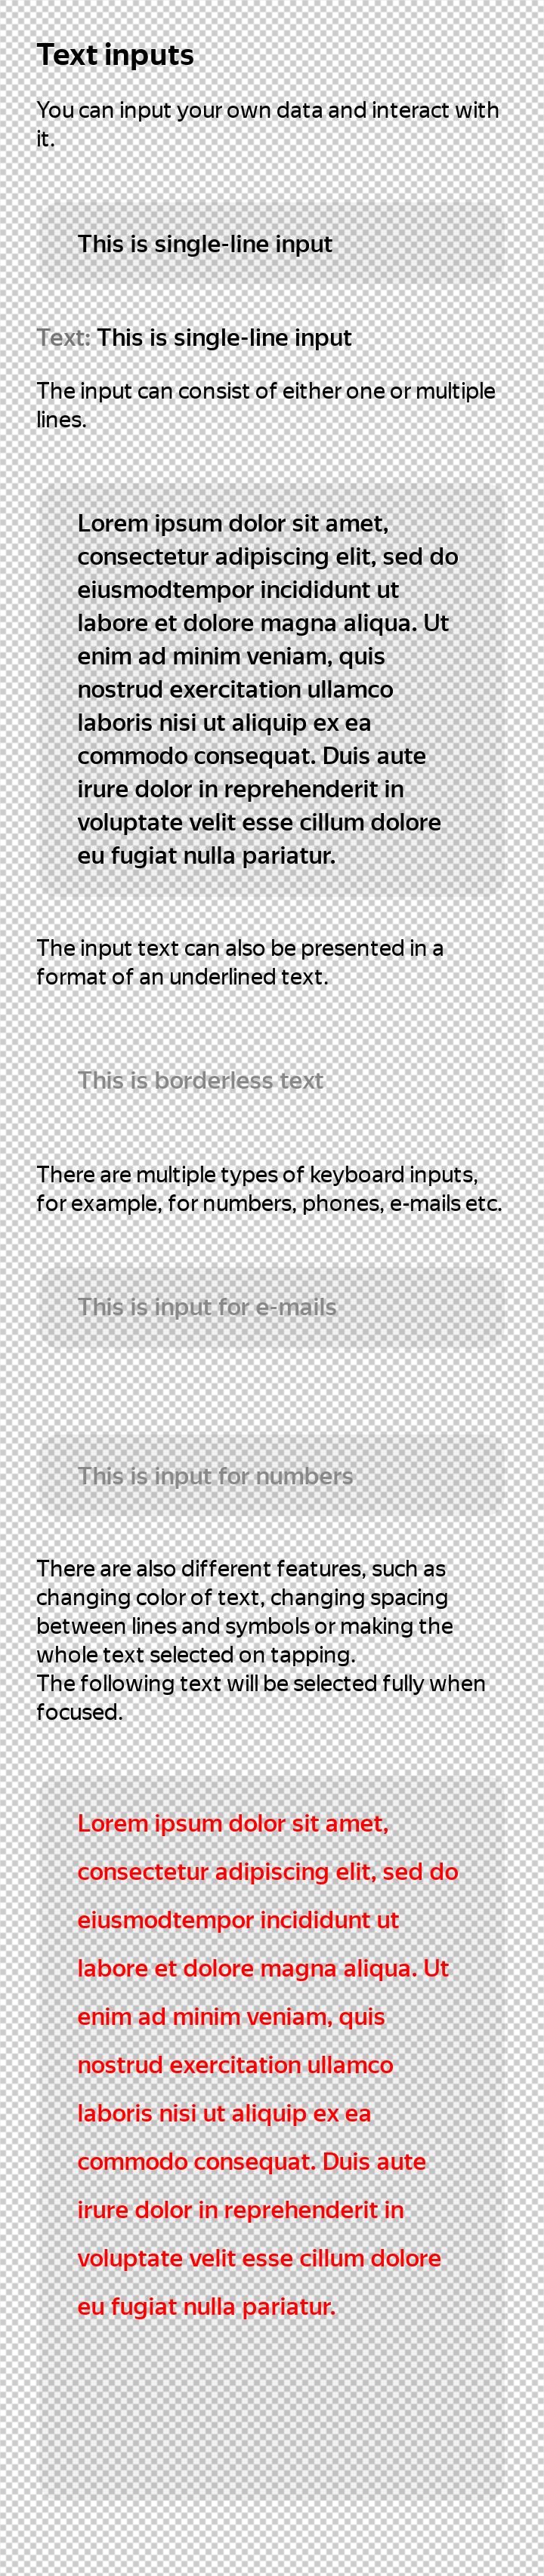 Text inputs
You can input your own data and interact with
it.
This is single-line input
Text: This is single-line input
The input can consist of either one or multiple
lines.
Lorem ipsum dolor sit amet,
consectetur adipiscing elit, sed do
eiusmodtempor incididunt ut
labore et dolore magna aliqua. Ut
enim ad minim veniam, quis
nostrud exercitation ullamco
laboris nisi ut aliquip ex ea
commodo consequat. Duis aute
irure dolor in reprehenderit in
voluptate velit esse cillum dolore
eu fugiat nulla pariatur.
The input text can also be presented in a
format of an underlined text.
This is borderless text
There are multiple types of keyboard inputs,
for example, for numbers, phones, e-mails etc.
This is input for e-mails
This is input for numbers
There are also different features, such as
changing color of text, changing spacing
between lines and symbols or making the
whole text selected on tapping.
The following text will be selected fully when
focused.
Lorem ipsum dolor sit amet,
consectetur adipiscing elit, sed do
eiusmodtempor incididunt ut
labore et dolore magna aliqua. Ut
enim ad minim veniam, quis
nostrud exercitation ullamco
laboris nisi ut aliquip ex ea
commodo consequat. Duis aute
irure dolor in reprehenderit in
voluptate velit esse cillum dolore
eu fugiat nulla pariatur.